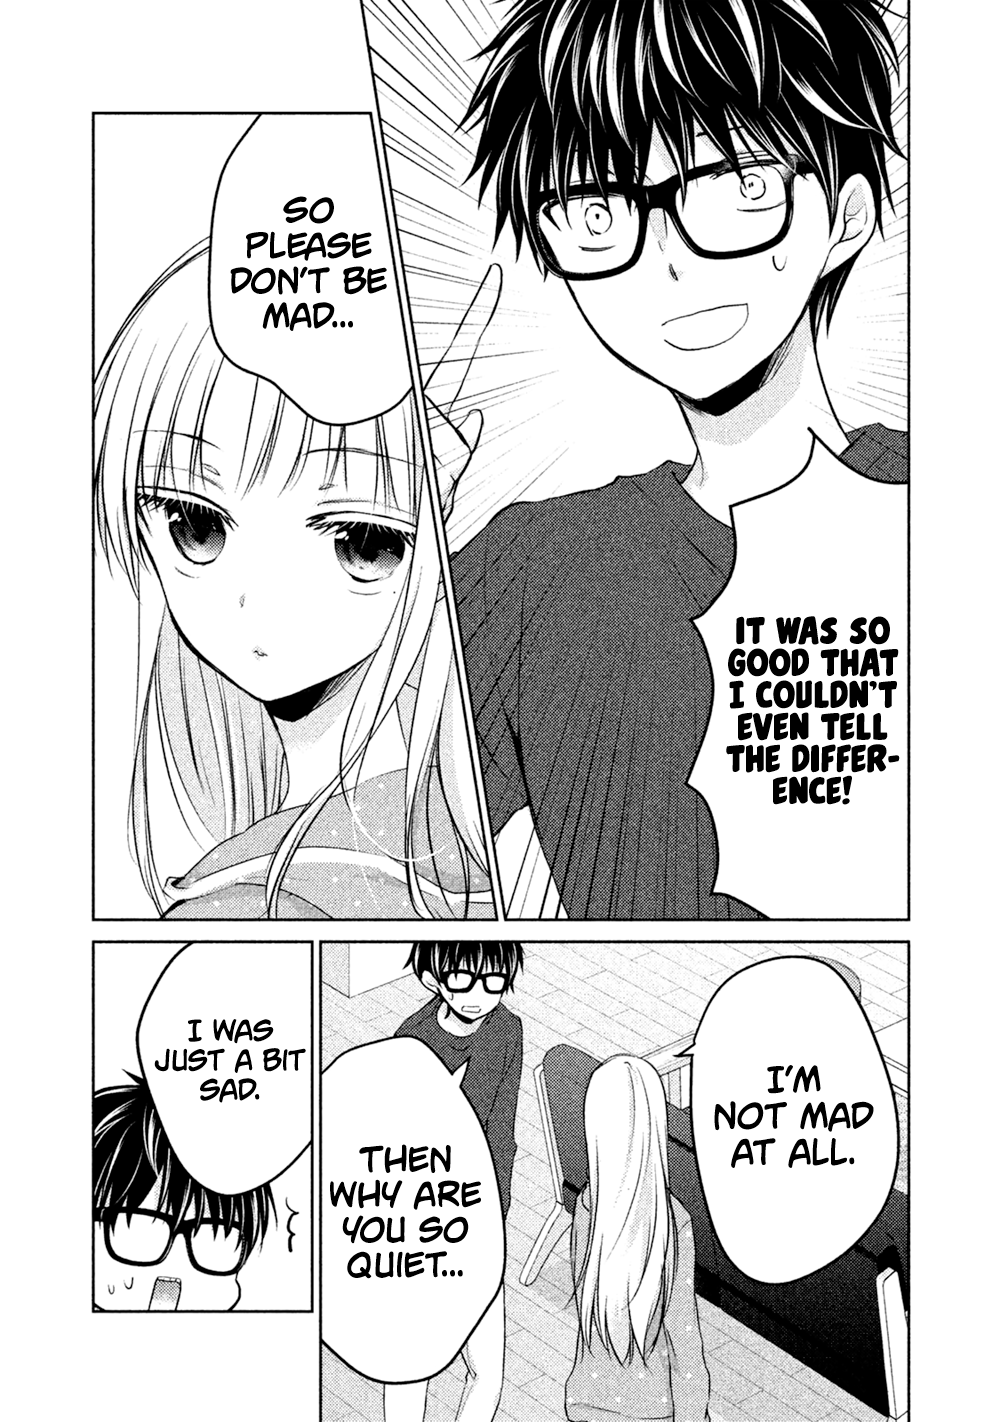 IT WAS SO
GOOD THAT
I COULDN'T
EVEN TELL
THE DIFFER-
ENCE!
SO
PLEASE
DON'T BE
MAD...
I'M
NOT MAD
AT ALL.
THEN
WHY ARE
YOU SO
QUIET...
I WAS
JUST A BIT
SAD.